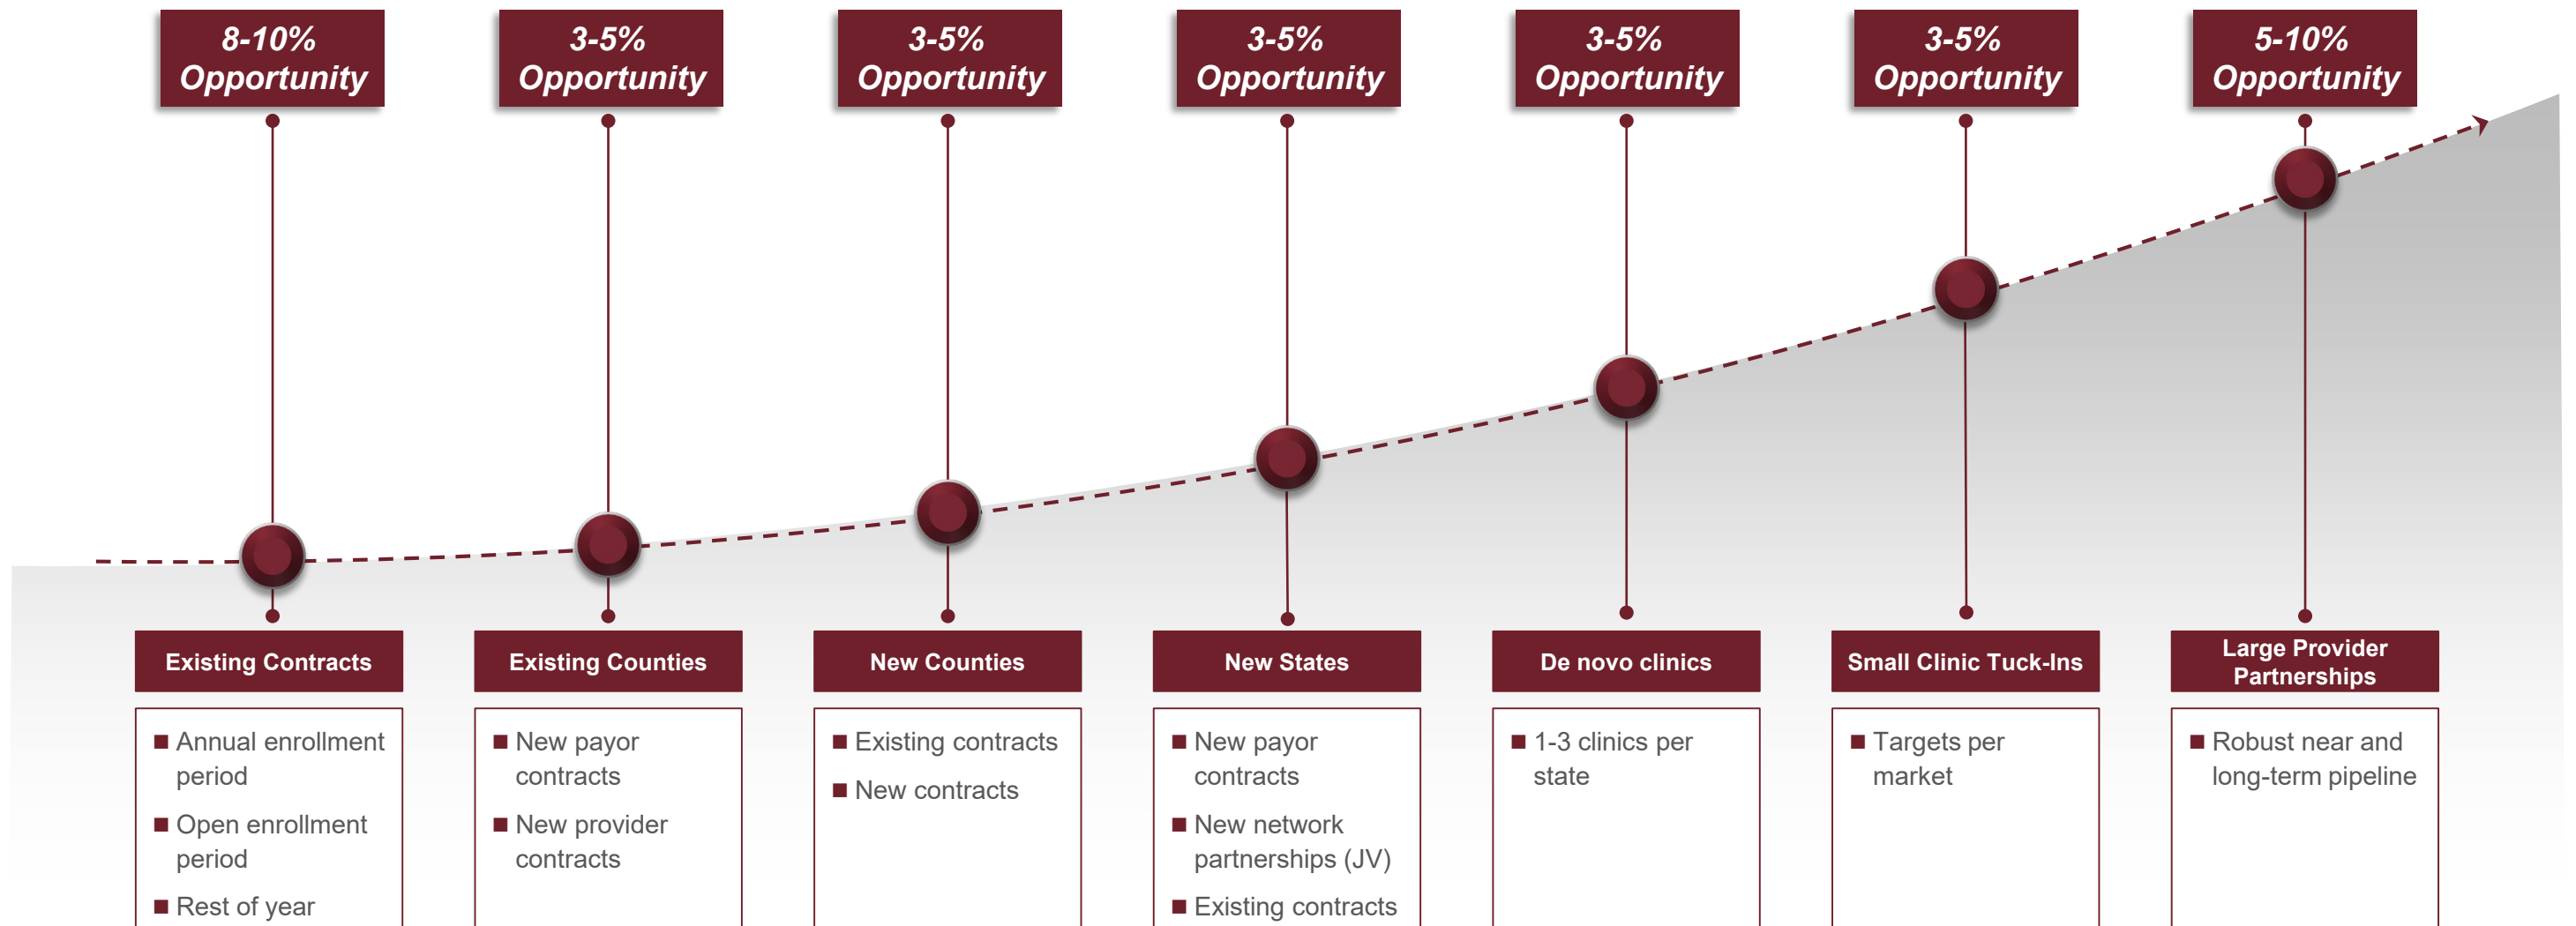 8-10%
Opportunity
3-5%
Opportunity
3-5%
Opportunity
3-5%
Opportunity
3-5%
Opportunity
3-5%
Opportunity
5-10%
Opportunity
Existing Contracts
Annual enrollment
period
Open enrollment
period
Rest of year
Existing Counties
New payor
contracts
New provider
contracts
New Counties
Existing contracts
New contracts
New States
New payor
contracts
New network
partnerships (JV)
Existing contracts
De novo clinics
1-3 clinics per
state
Small Clinic Tuck-Ins
Targets per
market
Large Provider
Partnerships
Robust near and
long-term pipeline